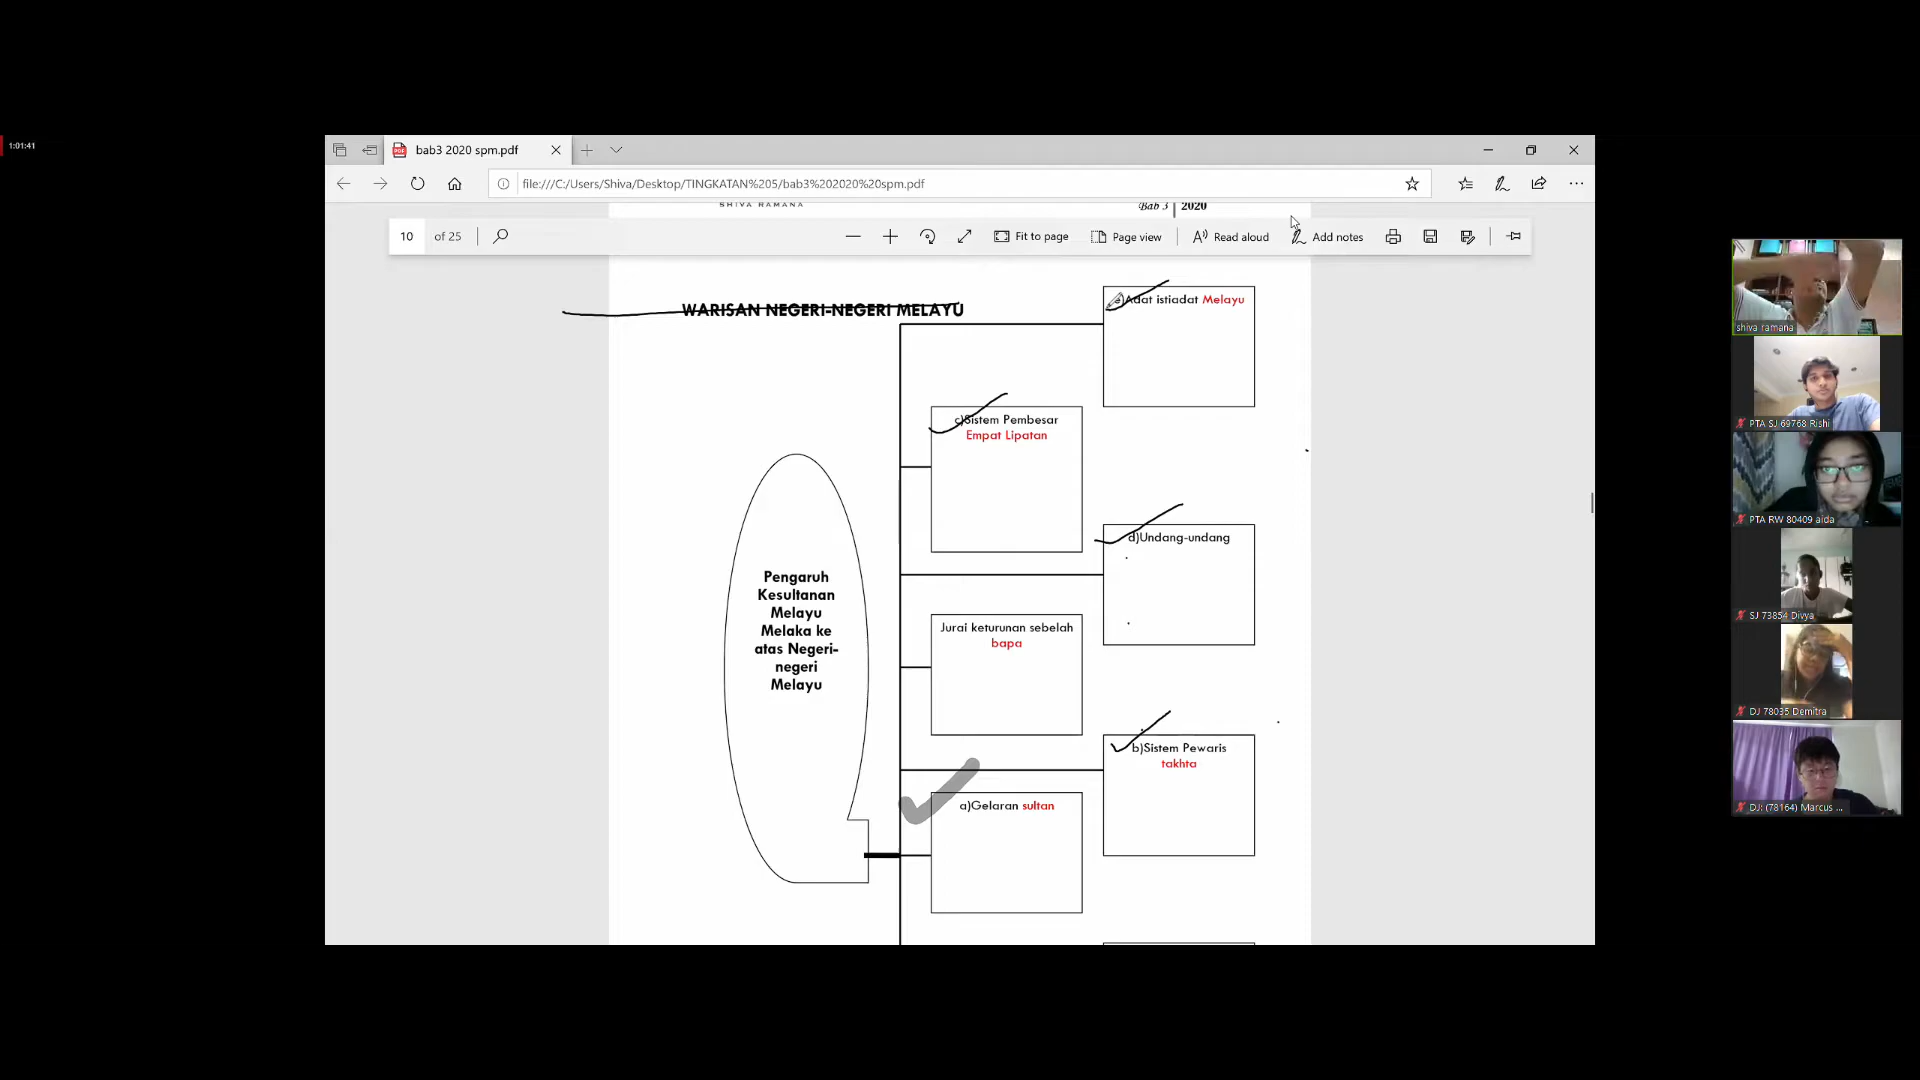 bab3 2020 spm.pdf
1:01:41
file:///C:/Users/Shiva/Desktop/TINGKATAN%205/bab3%202020%20spm.pdf
SHIVA RAMANA
Bab 3 | 2020
10 of 25
Fit to page
Page view
Read aloud
Add notes
WARISAN NEGERI-NEGERI MELAYU
Adat istiadat Melayu
c)Sistem Pembesar
Empat Lipatan
d)Undang-undang
Pengaruh
Kesultanan
Melayu
Melaka ke
atas Negeri-
negeri
Melayu
Jurai keturunan sebelah
bapa
b)Sistem Pewaris
takhta
a)Gelaran sultan
shiva ramana
PTA SJ 69768 Rishi
PTA RW 80409 aida
SJ 73854 Divya
DJ 78035 Demitra
DJ: (78164) Marcus ...